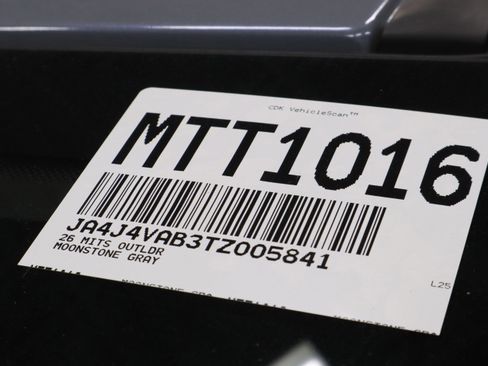 CDK VehicleScan™
MTT1016
JA4J4VAB3TZ005841
26 MITS OUTLDR
MOONSTONE GRAY
L25